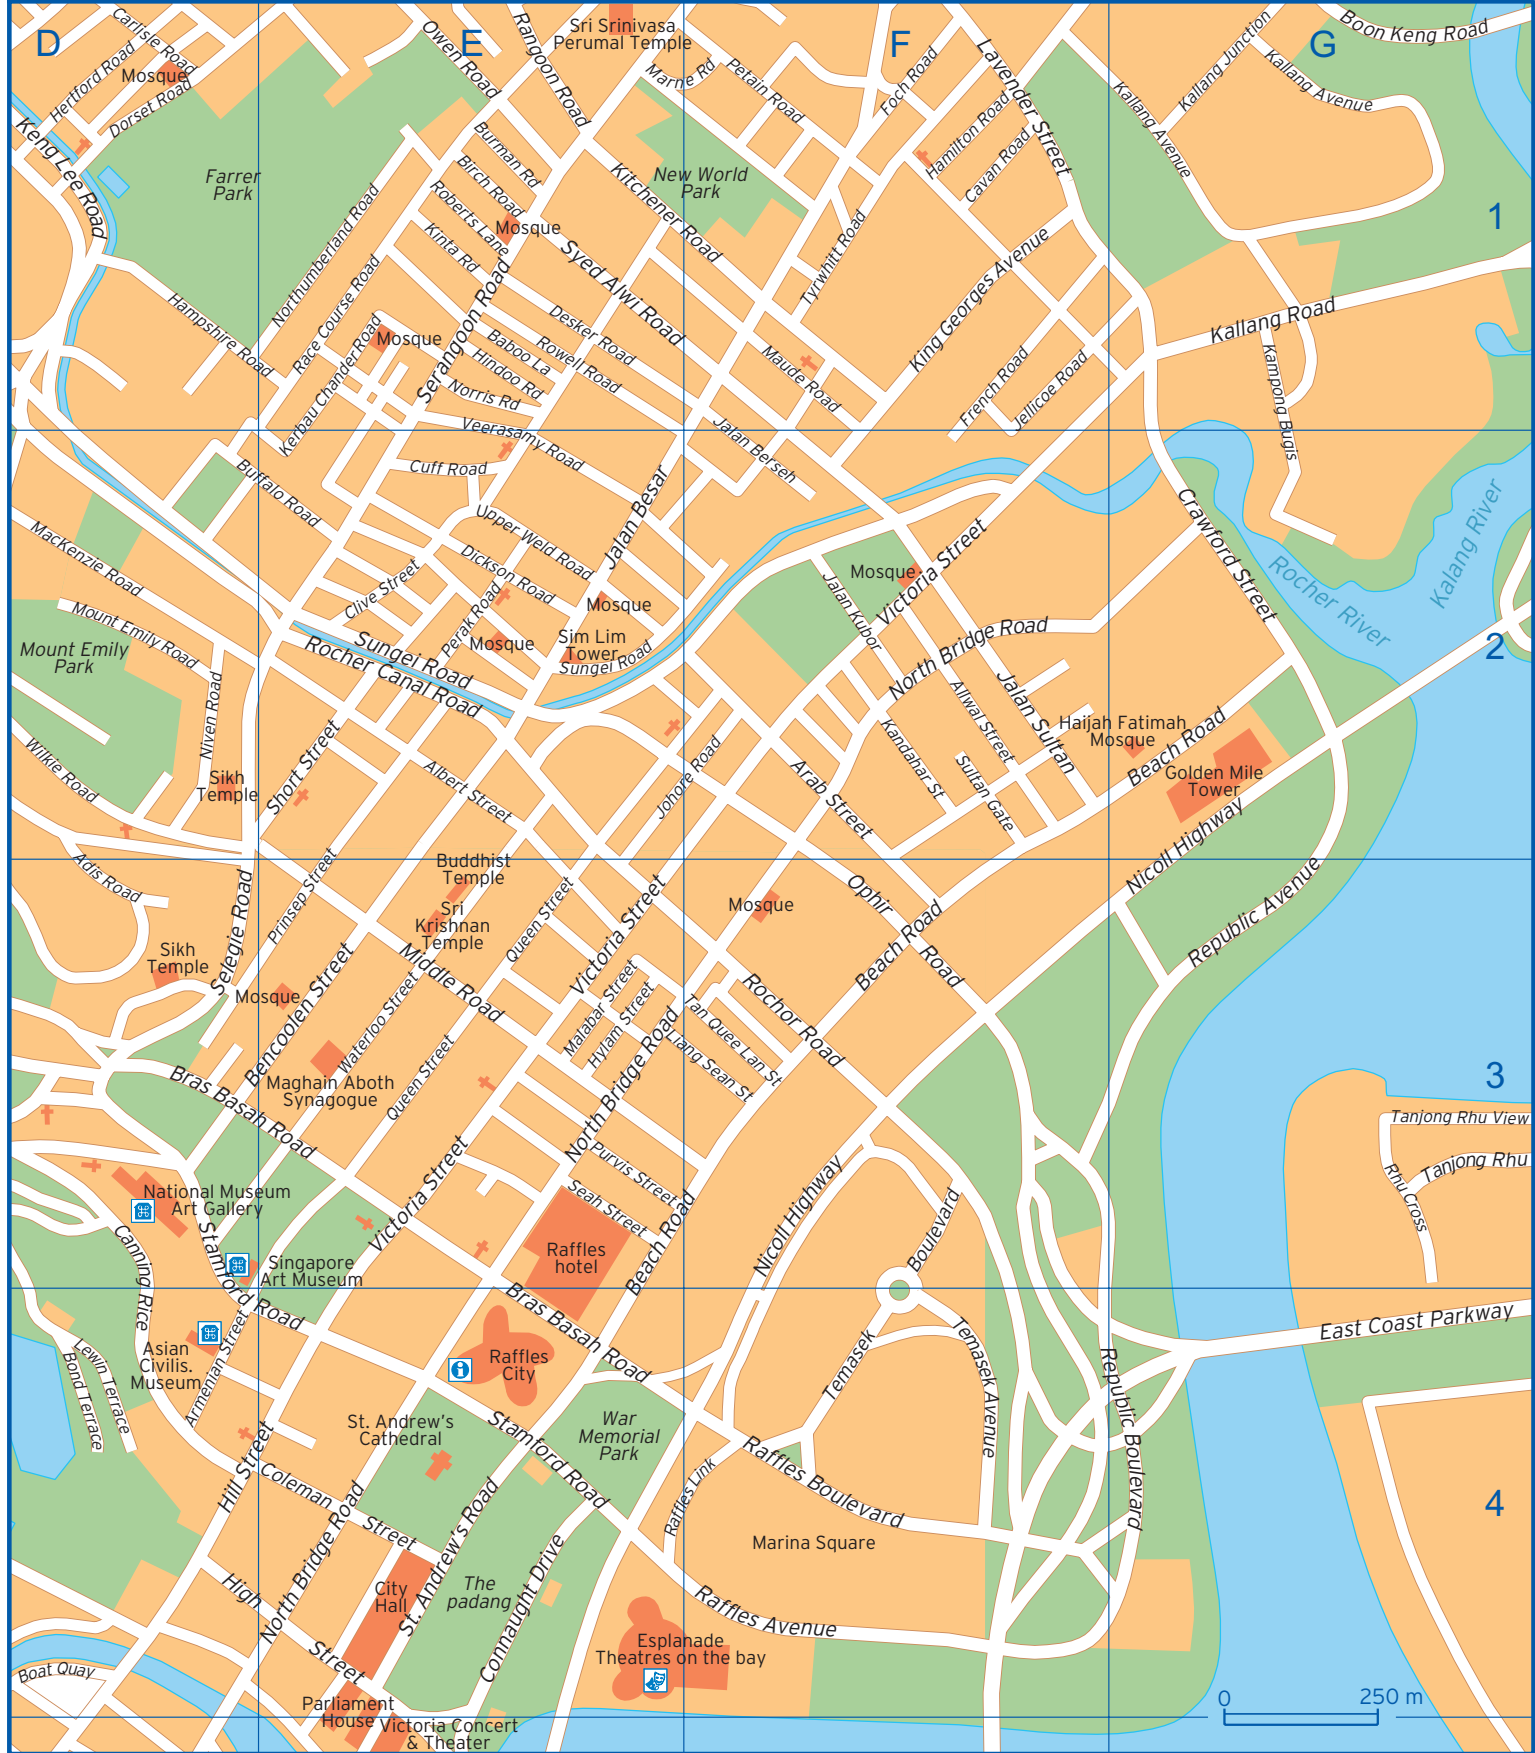 D
E
F
G
1
2
3
4
Carlisle Road
Hertford Road
Mosque
Dorset Road
Keng Lee Road
Farrer
Park
Owen Road
Rangoon Road
Sri Srinivasa
Perumal Temple
Marne Rd
Petain Road
Foch Road
Lavender Street
Hamilton Road
Cavan Road
Kallang Avenue
Kallang Junction
Kallang Avenue
Boon Keng Road
New World
Park
Burman Rd
Birch Road
Roberts Lane
Kinta Rd
Mosque
Kitchener Road
Syed Alwi Road
Northumberland Road
Race Course Road
Hampshire Road
Kerbau Chander Road
Mosque
Serangoon Road
Desker Road
Rowell Road
Baboo La
Hindoo Rd
Norris Rd
Veerasamy Road
Cuff Road
Tyrwhitt Road
King Georges Avenue
Maude Road
French Road
Jellicoe Road
Kallang Road
Kampong Bugis
Jalan Berseh
Jalan Besar
Buffalo Road
MacKenzie Road
Mount Emily Road
Mount Emily
Park
Upper Weld Road
Dickson Road
Clive Street
Perak Road
Mosque
Mosque
Sim Lim
Tower
Sungei Road
Sungei Road
Rocher Canal Road
Mosque
Victoria Street
Jalan Kubor
North Bridge Road
Crawford Street
Rocher River
Kalang River
Niven Road
Wilkie Road
Sikh
Temple
Short Street
Albert Street
Johore Road
Arab Street
Kandahar St
Aliwal Street
Sultan Gate
Jalan Sultan
Haijah Fatimah
Mosque
Beach Road
Golden Mile
Tower
Nicoll Highway
Republic Avenue
Adis Road
Selegie Road
Prinsep Street
Buddhist
Temple
Sri
Krishnan
Temple
Queen Street
Victoria Street
Mosque
Ophir
Road
Beach Road
Sikh
Temple
Mosque
Bencoolen Street
Waterloo Street
Middle Road
Malabar Street
Hylam Street
North Bridge Road
Tan Quee Lan St
Liang Sean St
Rochor Road
Bras Basah Road
Maghain Aboth
Synagogue
Queen Street
Victoria Street
Purvis Street
Seah Street
Beach Road
Nicoll Highway
Boulevard
Tanjong Rhu View
Tanjong Rhu
Rhu Cross
National Museum
Art Gallery
Canning Rice
Stamford Road
Singapore
Art Museum
Raffles
hotel
Bras Basah Road
Temasek
Temasek Avenue
East Coast Parkway
Republic Boulevard
Asian
Civilis.
Museum
Armenian Street
Lewin Terrace
Bond Terrace
Raffles
City
St. Andrew's
Cathedral
Stamford Road
War
Memorial
Park
Raffles Link
Raffles Boulevard
Hill Street
Coleman
Street
North Bridge Road
St. Andrew's Road
Connaught Drive
Marina Square
High
Street
City
Hall
The
padang
Raffles Avenue
Esplanade
Theatres on the bay
Boat Quay
Parliament
House
Victoria Concert
& Theater
0
250 m